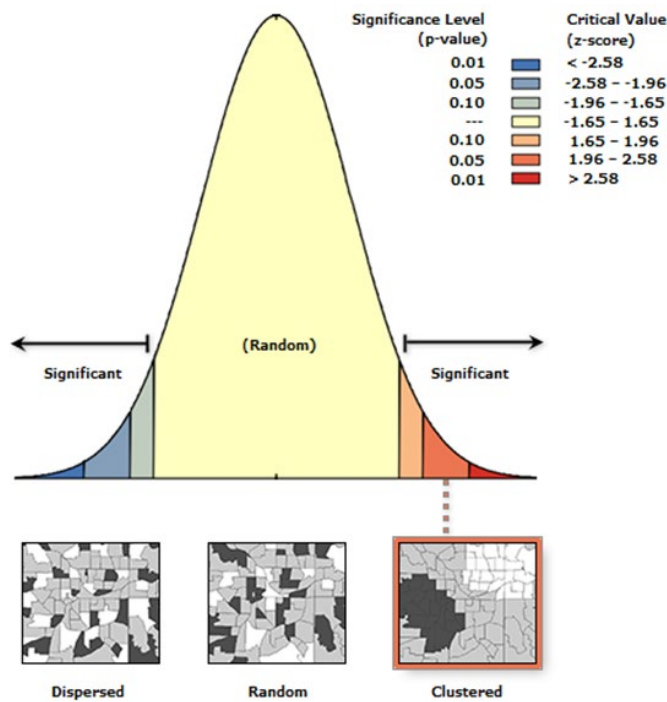 Significance Level Critical Value
(p-value) (z-score)
0.01 < -2.58
0.05 -2.58 – -1.96
0.10 -1.96 – -1.65
--- -1.65 – 1.65
0.10 1.65 – 1.96
0.05 1.96 – 2.58
0.01 > 2.58
(Random)
Significant Significant
Dispersed Random Clustered